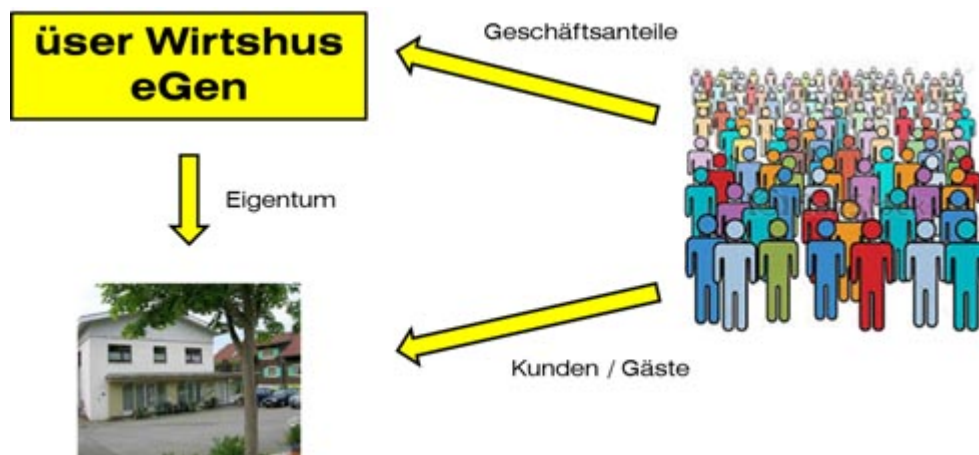 üser Wirtshus
eGen
Geschäftsanteile
Eigentum
Kunden / Gäste